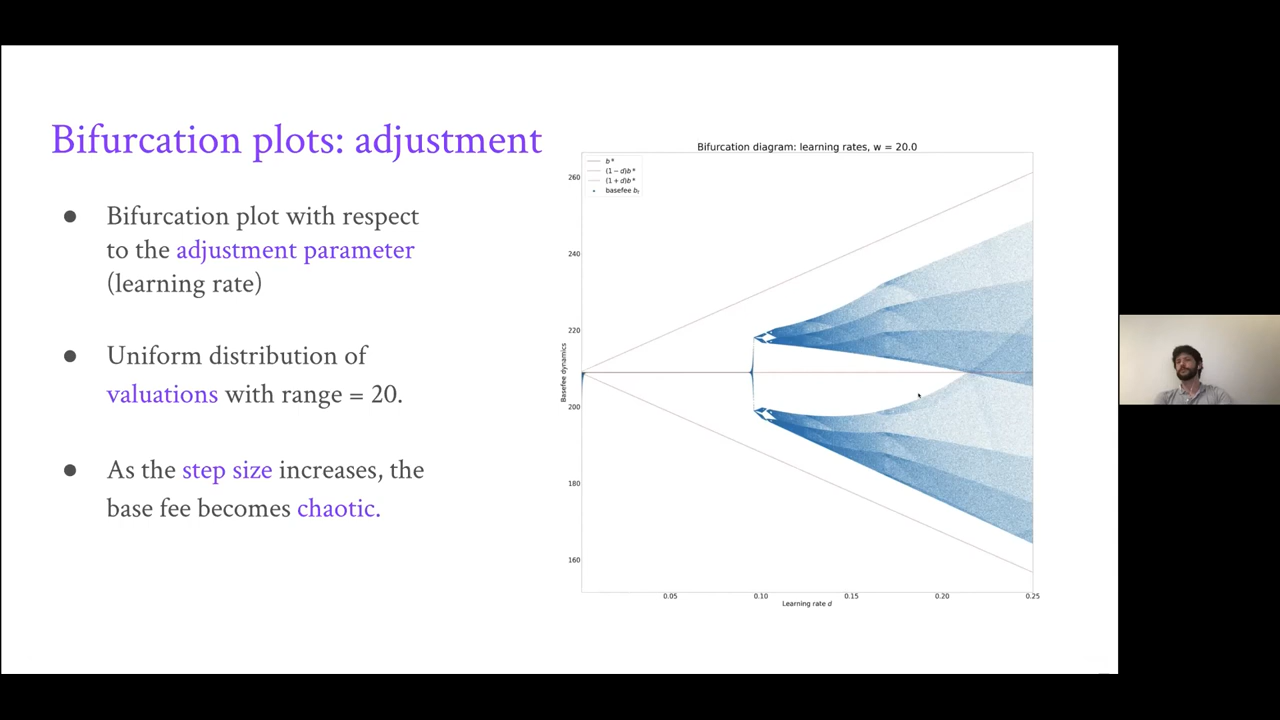 Bifurcation plots: adjustment
● Bifurcation plot with respect
to the adjustment parameter
(learning rate)
● Uniform distribution of
valuations with range = 20.
● As the step size increases, the
base fee becomes chaotic.
Bifurcation diagram: learning rates, w = 20.0
b*
(1 − d)b*
(1 + d)b*
basefee bₜ
260
240
220
200
180
160
Basefee dynamics
0.05 0.10 0.15 0.20 0.25
Learning rate d